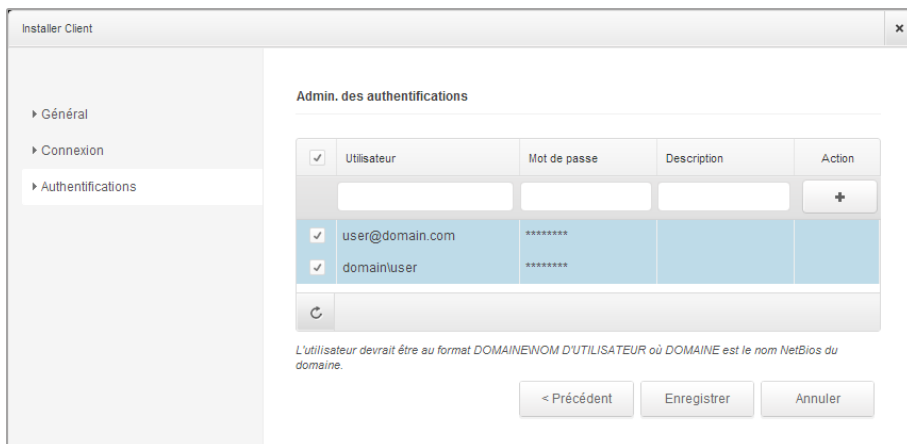 Installer Client
Général
Connexion
Authentifications
Admin. des authentifications
Utilisateur Mot de passe Description Action
user@domain.com ********
domain\user ********
L'utilisateur devrait être au format DOMAINE\NOM D'UTILISATEUR où DOMAINE est le nom NetBios du
domaine.
< Précédent Enregistrer Annuler